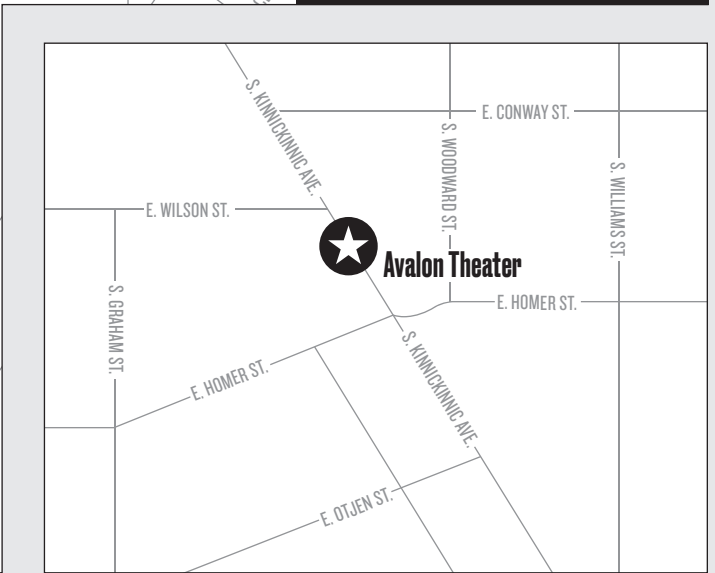 S. KINNICKINNIC AVE.
E. CONWAY ST.
S. WOODWARD ST.
S. WILLIAMS ST.
E. WILSON ST.
Avalon Theater
S. GRAHAM ST.
E. HOMER ST.
E. HOMER ST.
S. KINNICKINNIC AVE.
E. OTJEN ST.